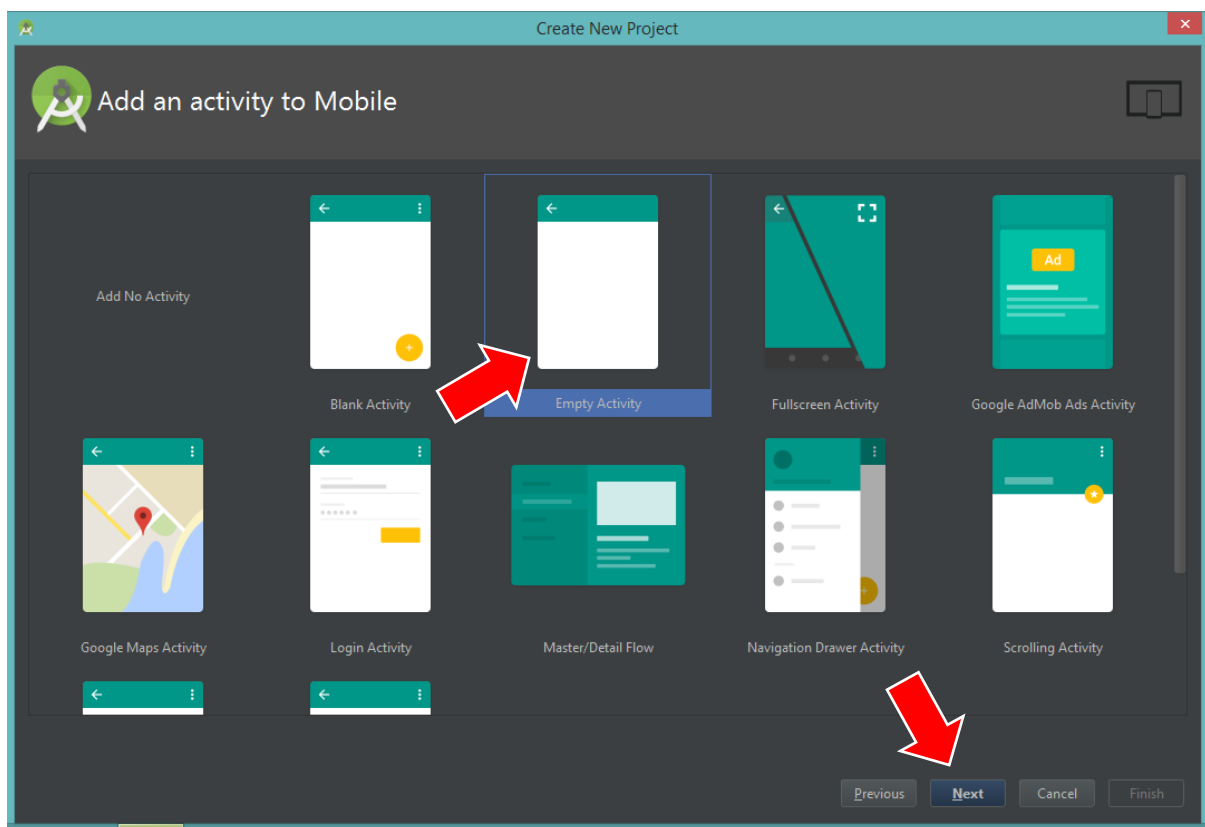 Create New Project
Add an activity to Mobile
Add No Activity
Blank Activity
Empty Activity
Fullscreen Activity
Ad
Google AdMob Ads Activity
Google Maps Activity
Login Activity
Master/Detail Flow
Navigation Drawer Activity
Scrolling Activity
Previous
Next
Cancel
Finish